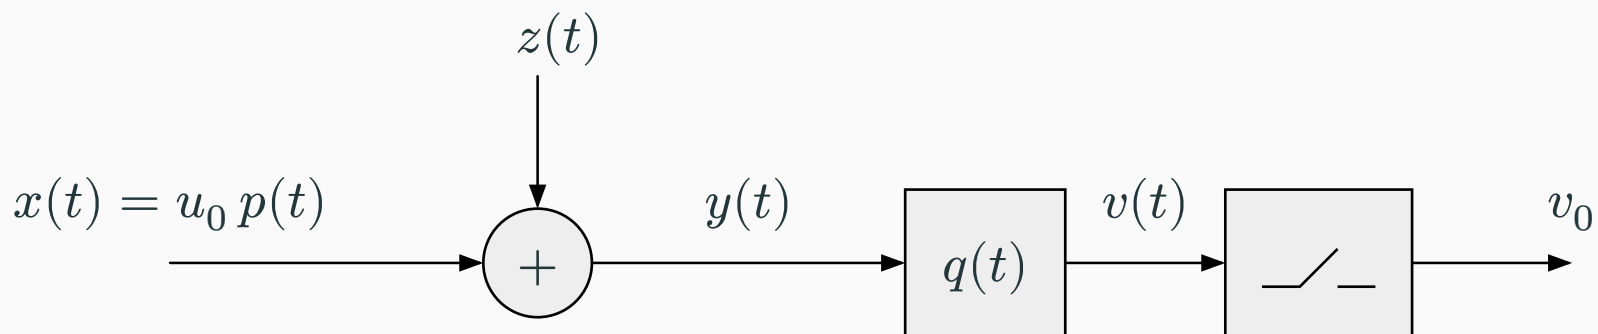 z(t)
x(t) = u₀ p(t)
y(t)
v(t)
v₀
+
q(t)